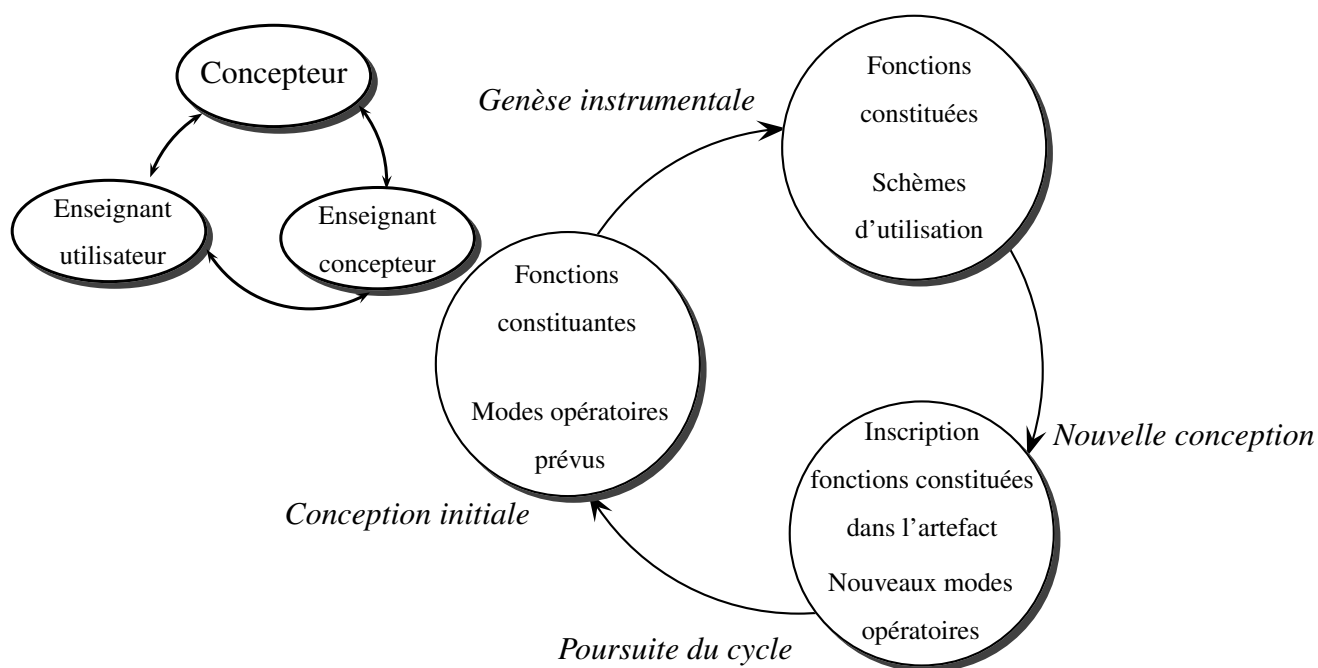 Concepteur
Enseignant
utilisateur
Enseignant
concepteur
Genèse instrumentale
Fonctions
constituées
Schèmes
d’utilisation
Fonctions
constituantes
Modes opératoires
prévus
Conception initiale
Nouvelle conception
Inscription
fonctions constituées
dans l’artefact
Nouveaux modes
opératoires
Poursuite du cycle